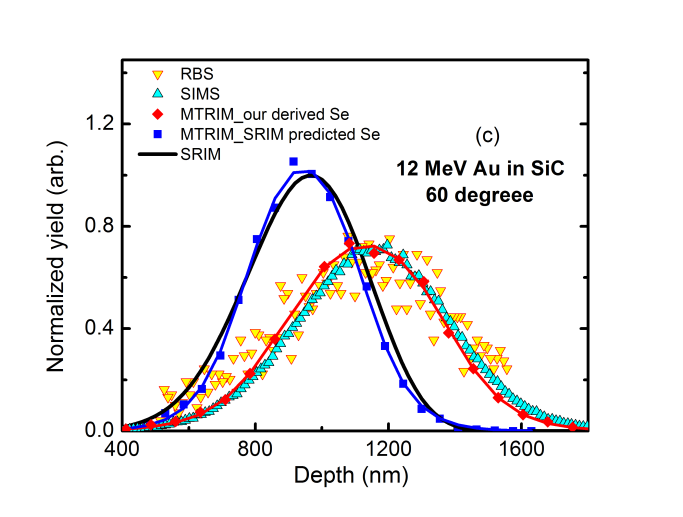 RBS
SIMS
MTRIM_our derived Se
MTRIM_SRIM predicted Se
SRIM
(c)
12 MeV Au in SiC
60 degreee
Normalized yield (arb.)
1.2
0.8
0.4
0.0
400
800
1200
1600
Depth (nm)